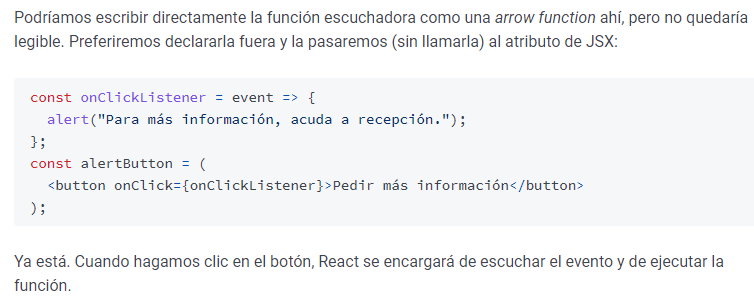 Podríamos escribir directamente la función escuchadora como una arrow function ahí, pero no quedaría
legible. Preferiremos declararla fuera y la pasaremos (sin llamarla) al atributo de JSX:
const onClickListener = event => {
  alert("Para más información, acuda a recepción.");
};
const alertButton = (
  <button onClick={onClickListener}>Pedir más información</button>
);
Ya está. Cuando hagamos clic en el botón, React se encargará de escuchar el evento y de ejecutar la
función.